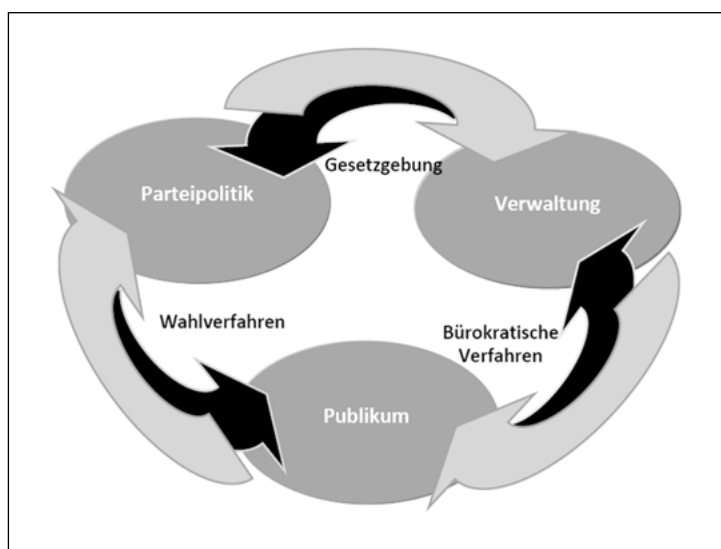 Gesetzgebung
Parteipolitik
Verwaltung
Wahlverfahren
Bürokratische
Verfahren
Publikum